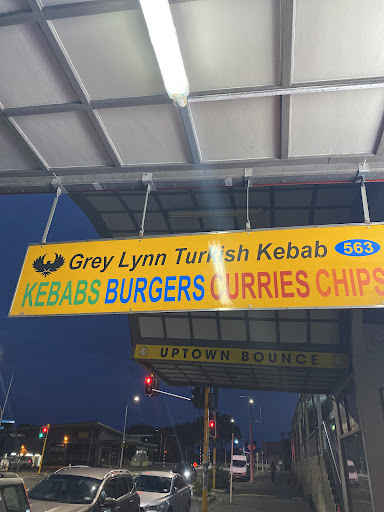 Grey Lynn Turkish Kebab 563
KEBABS BURGERS CURRIES CHIPS
UPTOWN BOUNCE